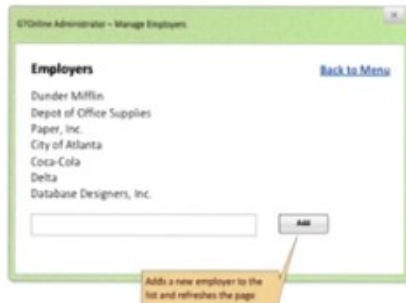 GTOnline Administrator – Manage Employers
Employers
Back to Menu
Dunder Mifflin
Depot of Office Supplies
Paper, Inc.
City of Atlanta
Coca-Cola
Delta
Database Designers, Inc.
Add
Adds a new employer to the
list and refreshes the page